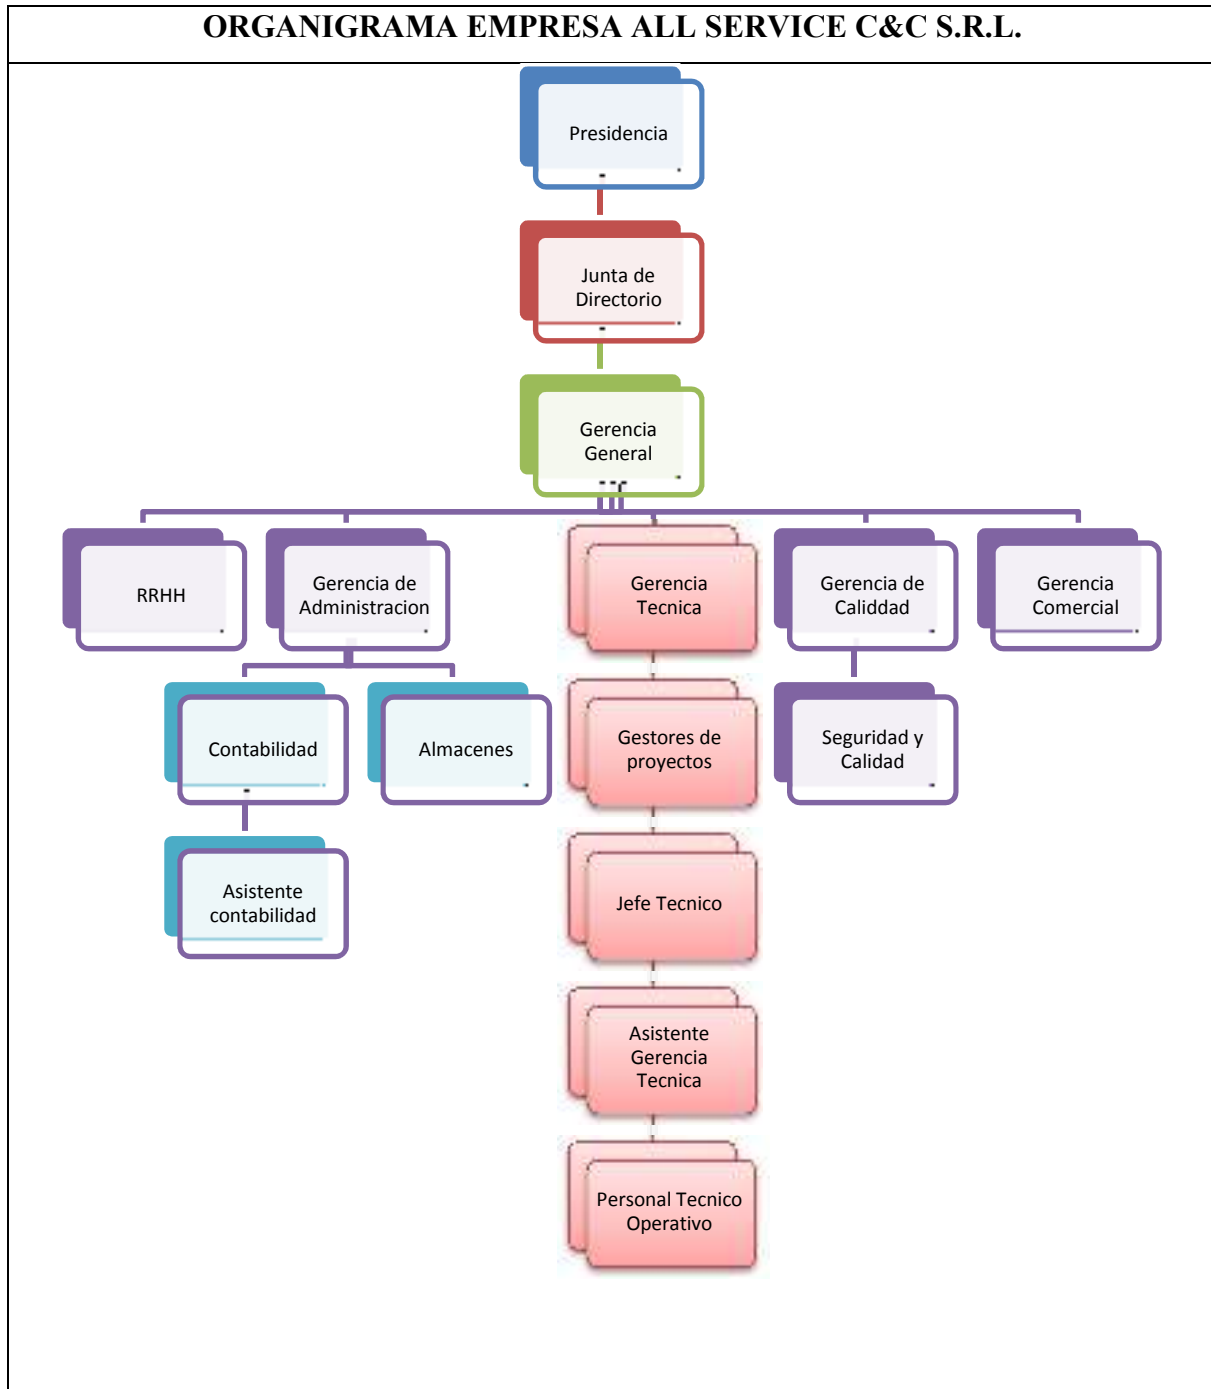 ORGANIGRAMA EMPRESA ALL SERVICE C&C S.R.L.
Presidencia
Junta de
Directorio
Gerencia
General
RRHH
Gerencia de
Administracion
Gerencia
Tecnica
Gerencia de
Caliddad
Gerencia
Comercial
Contabilidad
Almacenes
Gestores de
proyectos
Seguridad y
Calidad
Asistente
contabilidad
Jefe Tecnico
Asistente
Gerencia
Tecnica
Personal Tecnico
Operativo